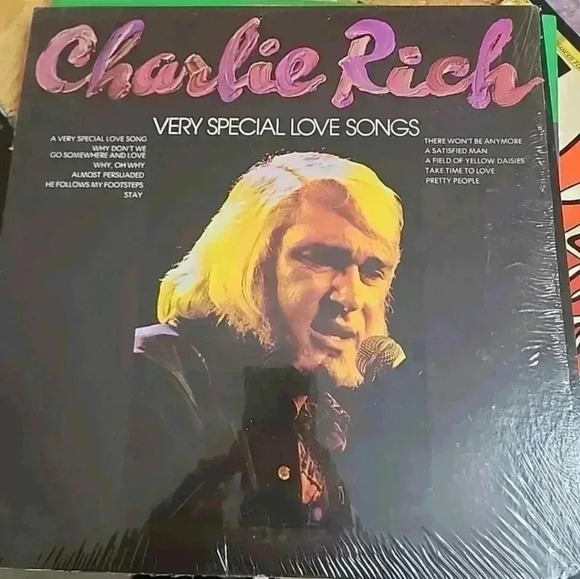 Charlie Rich
VERY SPECIAL LOVE SONGS
A VERY SPECIAL LOVE SONG
WHY DON'T WE
GO SOMEWHERE AND LOVE
WHY, OH WHY
ALMOST PERSUADED
HE FOLLOWS MY FOOTSTEPS
STAY
THERE WON'T BE ANYMORE
A SATISFIED MAN
A FIELD OF YELLOW DAISIES
TAKE TIME TO LOVE
PRETTY PEOPLE